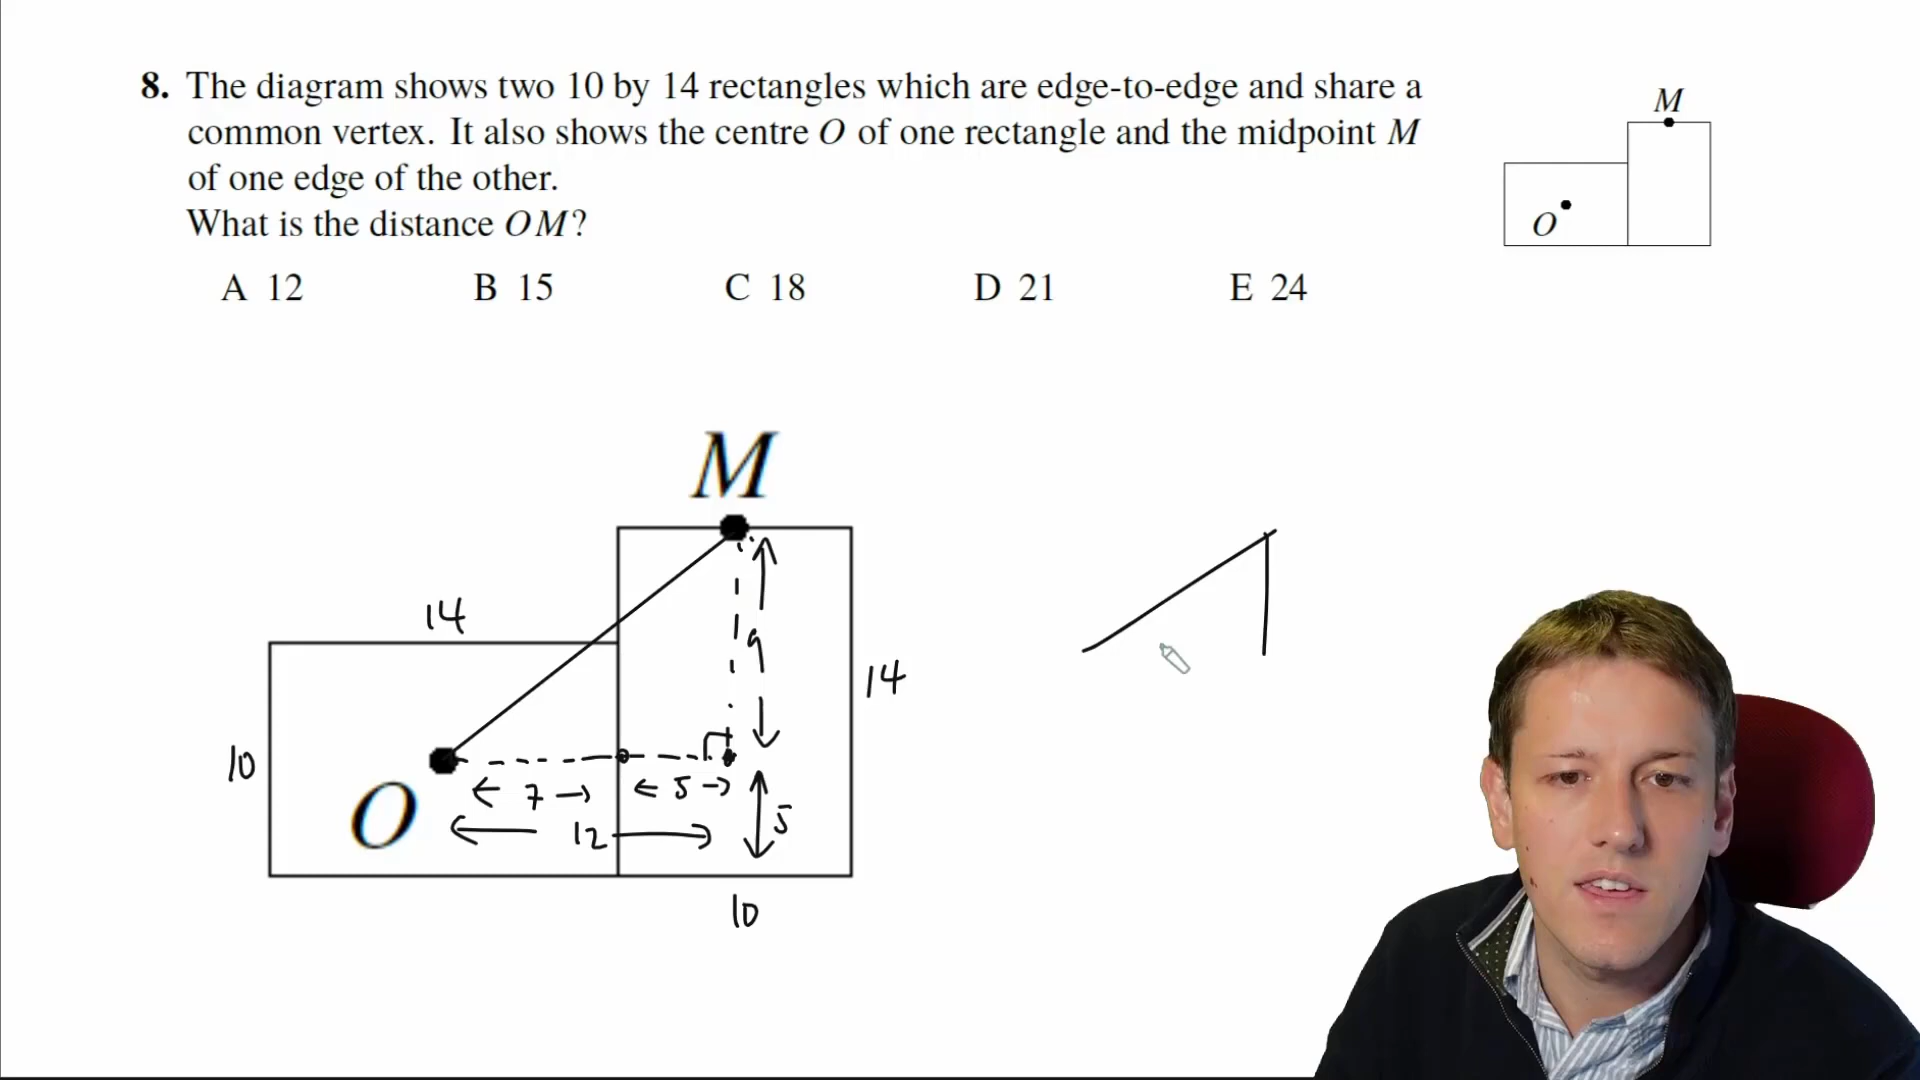 8. The diagram shows two 10 by 14 rectangles which are edge-to-edge and share a
common vertex. It also shows the centre O of one rectangle and the midpoint M
of one edge of the other.
What is the distance OM?
A 12 B 15 C 18 D 21 E 24
M
O
M
14
9
14
10
7 5
O
12
5
10